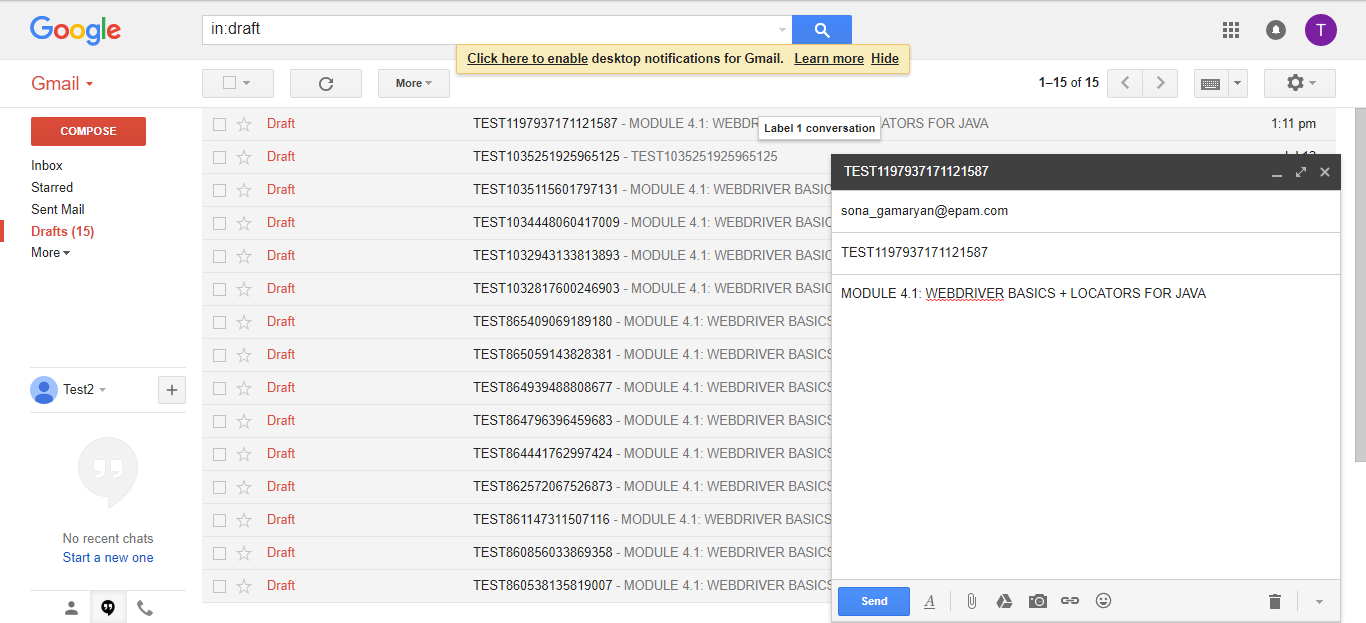 Google
in:draft
T
Click here to enable desktop notifications for Gmail. Learn more Hide
Gmail
More
1–15 of 15
COMPOSE
Inbox
Starred
Sent Mail
Drafts (15)
More
Test2
No recent chats
Start a new one
Draft TEST1197937171121587 - MODULE 4.1: WEBDR ATORS FOR JAVA 1:11 pm
Label 1 conversation
Draft TEST1035251925965125 - TEST1035251925965125
Draft TEST1035115601797131 - MODULE 4.1: WEBDRIVER BASIC
Draft TEST1034448060417009 - MODULE 4.1: WEBDRIVER BASIC
Draft TEST1032943133813893 - MODULE 4.1: WEBDRIVER BASIC
Draft TEST1032817600246903 - MODULE 4.1: WEBDRIVER BASIC
Draft TEST865409069189180 - MODULE 4.1: WEBDRIVER BASICS
Draft TEST865059143828381 - MODULE 4.1: WEBDRIVER BASICS
Draft TEST864939488808677 - MODULE 4.1: WEBDRIVER BASICS
Draft TEST864796396459683 - MODULE 4.1: WEBDRIVER BASICS
Draft TEST864441762997424 - MODULE 4.1: WEBDRIVER BASICS
Draft TEST862572067526873 - MODULE 4.1: WEBDRIVER BASICS
Draft TEST861147311507116 - MODULE 4.1: WEBDRIVER BASICS
Draft TEST860856033869358 - MODULE 4.1: WEBDRIVER BASICS
Draft TEST860538135819007 - MODULE 4.1: WEBDRIVER BASICS
TEST1197937171121587
sona_gamaryan@epam.com
TEST1197937171121587
MODULE 4.1: WEBDRIVER BASICS + LOCATORS FOR JAVA
Send